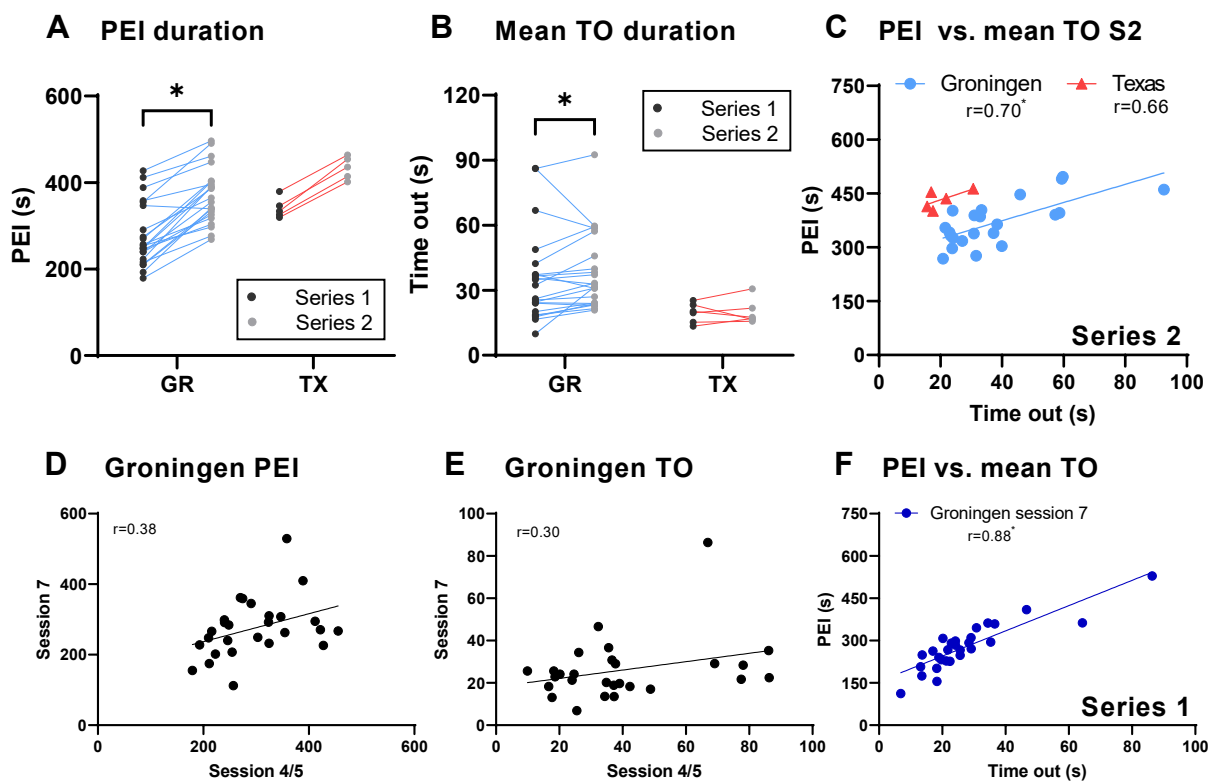 A PEI duration
PEI (s)
600
400
200
0
*
Series 1
Series 2
GR TX
B Mean TO duration
Time out (s)
120
90
60
30
0
*
Series 1
Series 2
GR TX
C PEI vs. mean TO S2
PEI (s)
750
600
450
300
150
0
Groningen Texas
r=0.70* r=0.66
Series 2
0 20 40 60 80 100
Time out (s)
D Groningen PEI
Session 7
600
400
200
0
r=0.38
0 200 400 600
Session 4/5
E Groningen TO
Session 7
100
80
60
40
20
0
r=0.30
0 20 40 60 80 100
Session 4/5
F PEI vs. mean TO
PEI (s)
750
600
450
300
150
0
Groningen session 7
r=0.88*
Series 1
0 20 40 60 80 100
Time out (s)